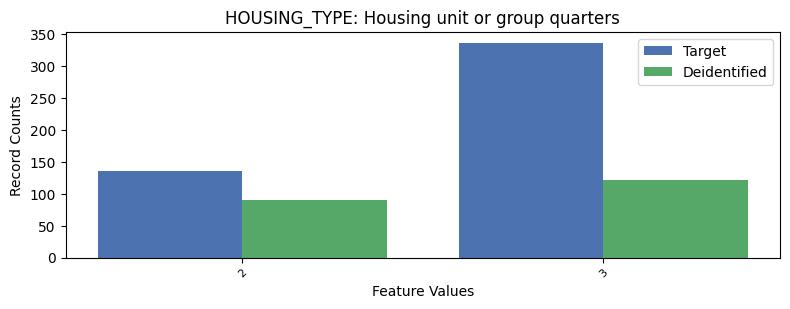 HOUSING_TYPE: Housing unit or group quarters
Target
Deidentified
Record Counts
350
300
250
200
150
100
50
0
2
3
Feature Values